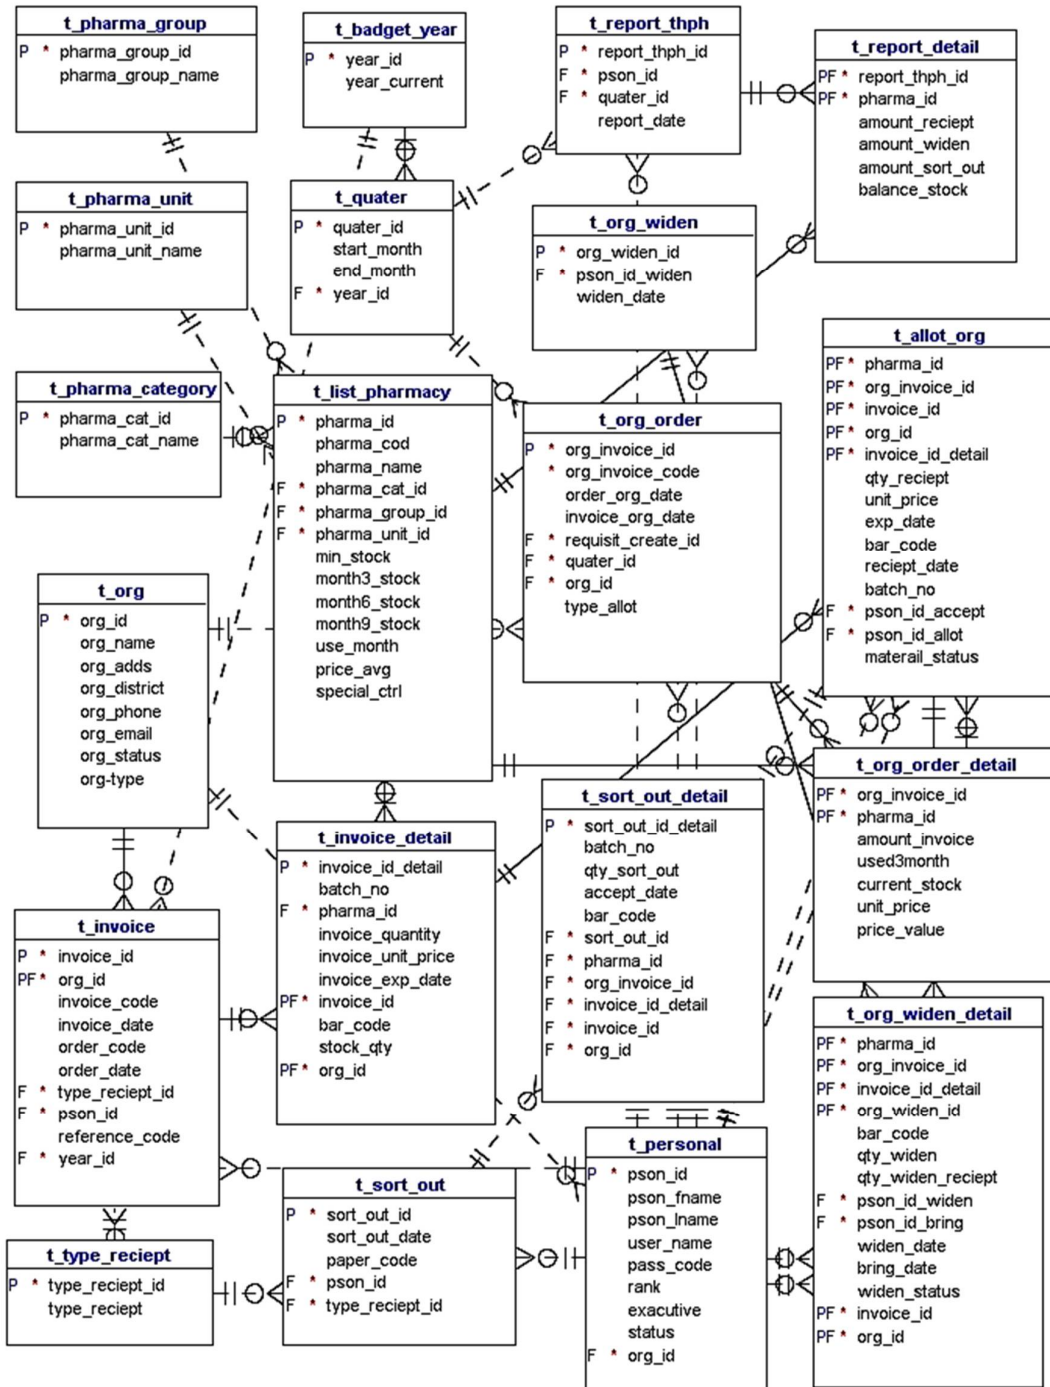 t_pharma_group
P * pharma_group_id
pharma_group_name
t_badget_year
P * year_id
year_current
t_report_thph
P * report_thph_id
F * pson_id
F * quater_id
report_date
t_report_detail
PF * report_thph_id
PF * pharma_id
amount_reciept
amount_widen
amount_sort_out
balance_stock
t_pharma_unit
P * pharma_unit_id
pharma_unit_name
t_quater
P * quater_id
start_month
end_month
F * year_id
t_org_widen
P * org_widen_id
F * pson_id_widen
widen_date
t_pharma_category
P * pharma_cat_id
pharma_cat_name
t_list_pharmacy
P * pharma_id
pharma_cod
pharma_name
F * pharma_cat_id
F * pharma_group_id
F * pharma_unit_id
min_stock
month3_stock
month6_stock
month9_stock
use_month
price_avg
special_ctrl
t_org_order
P * org_invoice_id
* org_invoice_code
order_org_date
invoice_org_date
F * requisit_create_id
F * quater_id
F * org_id
type_allot
t_allot_org
PF * pharma_id
PF * org_invoice_id
PF * invoice_id
PF * org_id
PF * invoice_id_detail
qty_reciept
unit_price
exp_date
bar_code
reciept_date
batch_no
F * pson_id_accept
F * pson_id_allot
materail_status
t_org
P * org_id
org_name
org_adds
org_district
org_phone
org_email
org_status
org-type
t_invoice_detail
P * invoice_id_detail
batch_no
F * pharma_id
invoice_quantity
invoice_unit_price
invoice_exp_date
PF * invoice_id
bar_code
stock_qty
PF * org_id
t_sort_out_detail
P * sort_out_id_detail
batch_no
qty_sort_out
accept_date
bar_code
F * sort_out_id
F * pharma_id
F * org_invoice_id
F * invoice_id_detail
F * invoice_id
F * org_id
t_org_order_detail
PF * org_invoice_id
PF * pharma_id
amount_invoice
used3month
current_stock
unit_price
price_value
t_invoice
P * invoice_id
PF * org_id
invoice_code
invoice_date
order_code
order_date
F * type_reciept_id
F * pson_id
reference_code
F * year_id
t_org_widen_detail
PF * pharma_id
PF * org_invoice_id
PF * invoice_id_detail
PF * org_widen_id
bar_code
qty_widen
qty_widen_reciept
F * pson_id_widen
F * pson_id_bring
widen_date
bring_date
widen_status
PF * invoice_id
PF * org_id
t_personal
P * pson_id
pson_fname
pson_lname
user_name
pass_code
rank
exacutive
status
F * org_id
t_sort_out
P * sort_out_id
sort_out_date
paper_code
F * pson_id
F * type_reciept_id
t_type_reciept
P * type_reciept_id
type_reciept